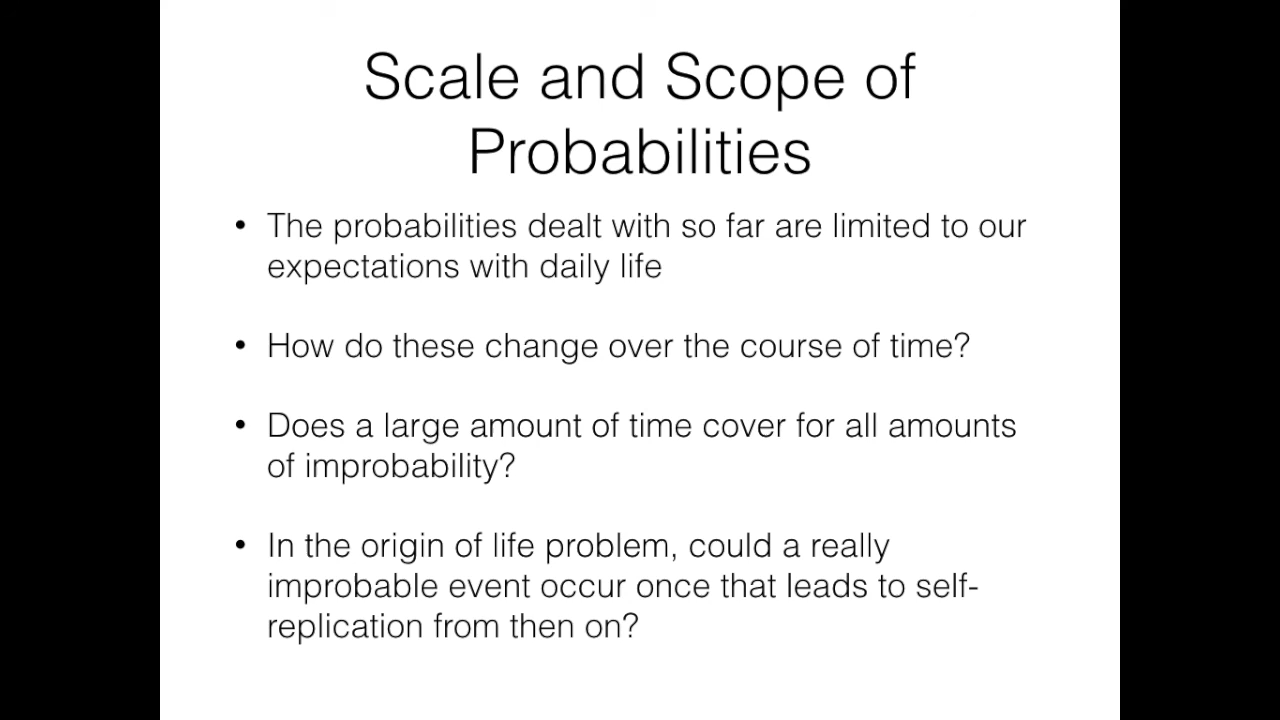 Scale and Scope of
Probabilities
• The probabilities dealt with so far are limited to our
expectations with daily life
• How do these change over the course of time?
• Does a large amount of time cover for all amounts
of improbability?
• In the origin of life problem, could a really
improbable event occur once that leads to self-
replication from then on?